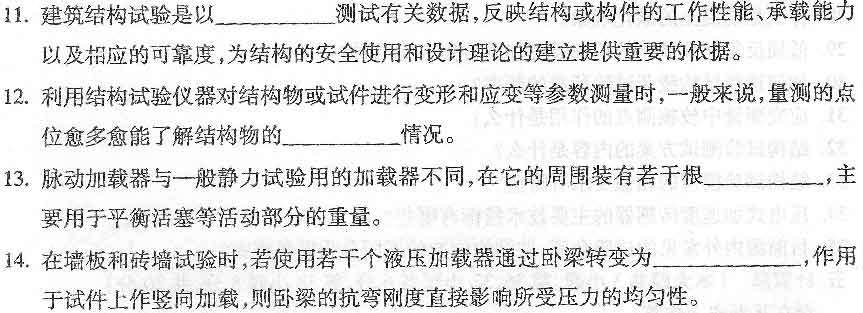 11. 建筑结构试验是以__________测试有关数据,反映结构或构件的工作性能、承载能力
以及相应的可靠度,为结构的安全使用和设计理论的建立提供重要的依据。
12. 利用结构试验仪器对结构物或试件进行变形和应变等参数测量时,一般来说,量测的点
位愈多愈能了解结构物的__________情况。
13. 脉动加载器与一般静力试验用的加载器不同,在它的周围装有若干根__________,主
要用于平衡活塞等活动部分的重量。
14. 在墙板和砖墙试验时,若使用若干个液压加载器通过卧梁转变为____________,作用
于试件上作竖向加载,则卧梁的抗弯刚度直接影响所受压力的均匀性。